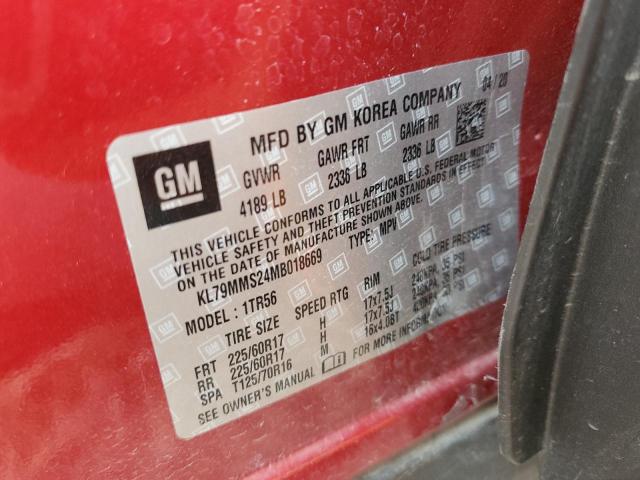 GM
MFD BY GM KOREA COMPANY 04/20
GVWR GAWR FRT GAWR RR
4189 LB 2336 LB 2336 LB
THIS VEHICLE CONFORMS TO ALL APPLICABLE U.S. FEDERAL MOTOR
VEHICLE SAFETY AND THEFT PREVENTION STANDARDS IN EFFECT
ON THE DATE OF MANUFACTURE SHOWN ABOVE.
KL79MMS24MB018669 TYPE: MPV
MODEL: 1TR56
TIRE SIZE SPEED RTG RIM COLD TIRE PRESSURE
FRT 225/60R17 H 17x7.5J 240KPA, 35 PSI
RR 225/60R17 H 17x7.5J 240KPA, 35 PSI
SPA T125/70R16 M 16x4.0BT 420KPA, 60 PSI
SEE OWNER'S MANUAL